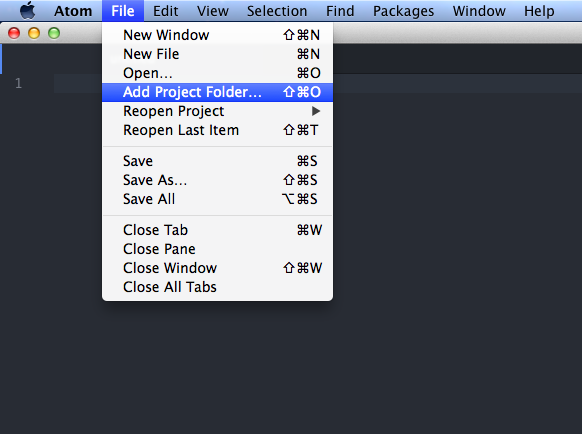 Atom File Edit View Selection Find Packages Window Help
New Window ⇧⌘N
New File ⌘N
Open... ⌘O
Add Project Folder... ⇧⌘O
Reopen Project ▶
Reopen Last Item ⇧⌘T
Save ⌘S
Save As... ⇧⌘S
Save All ⌥⌘S
Close Tab ⌘W
Close Pane
Close Window ⇧⌘W
Close All Tabs
1